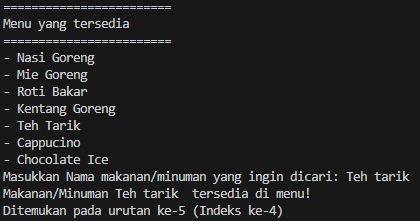 =========================
Menu yang tersedia
=========================
- Nasi Goreng
- Mie Goreng
- Roti Bakar
- Kentang Goreng
- Teh Tarik
- Cappucino
- Chocolate Ice
Masukkan Nama makanan/minuman yang ingin dicari: Teh tarik
Makanan/Minuman Teh tarik  tersedia di menu!
Ditemukan pada urutan ke-5 (Indeks ke-4)